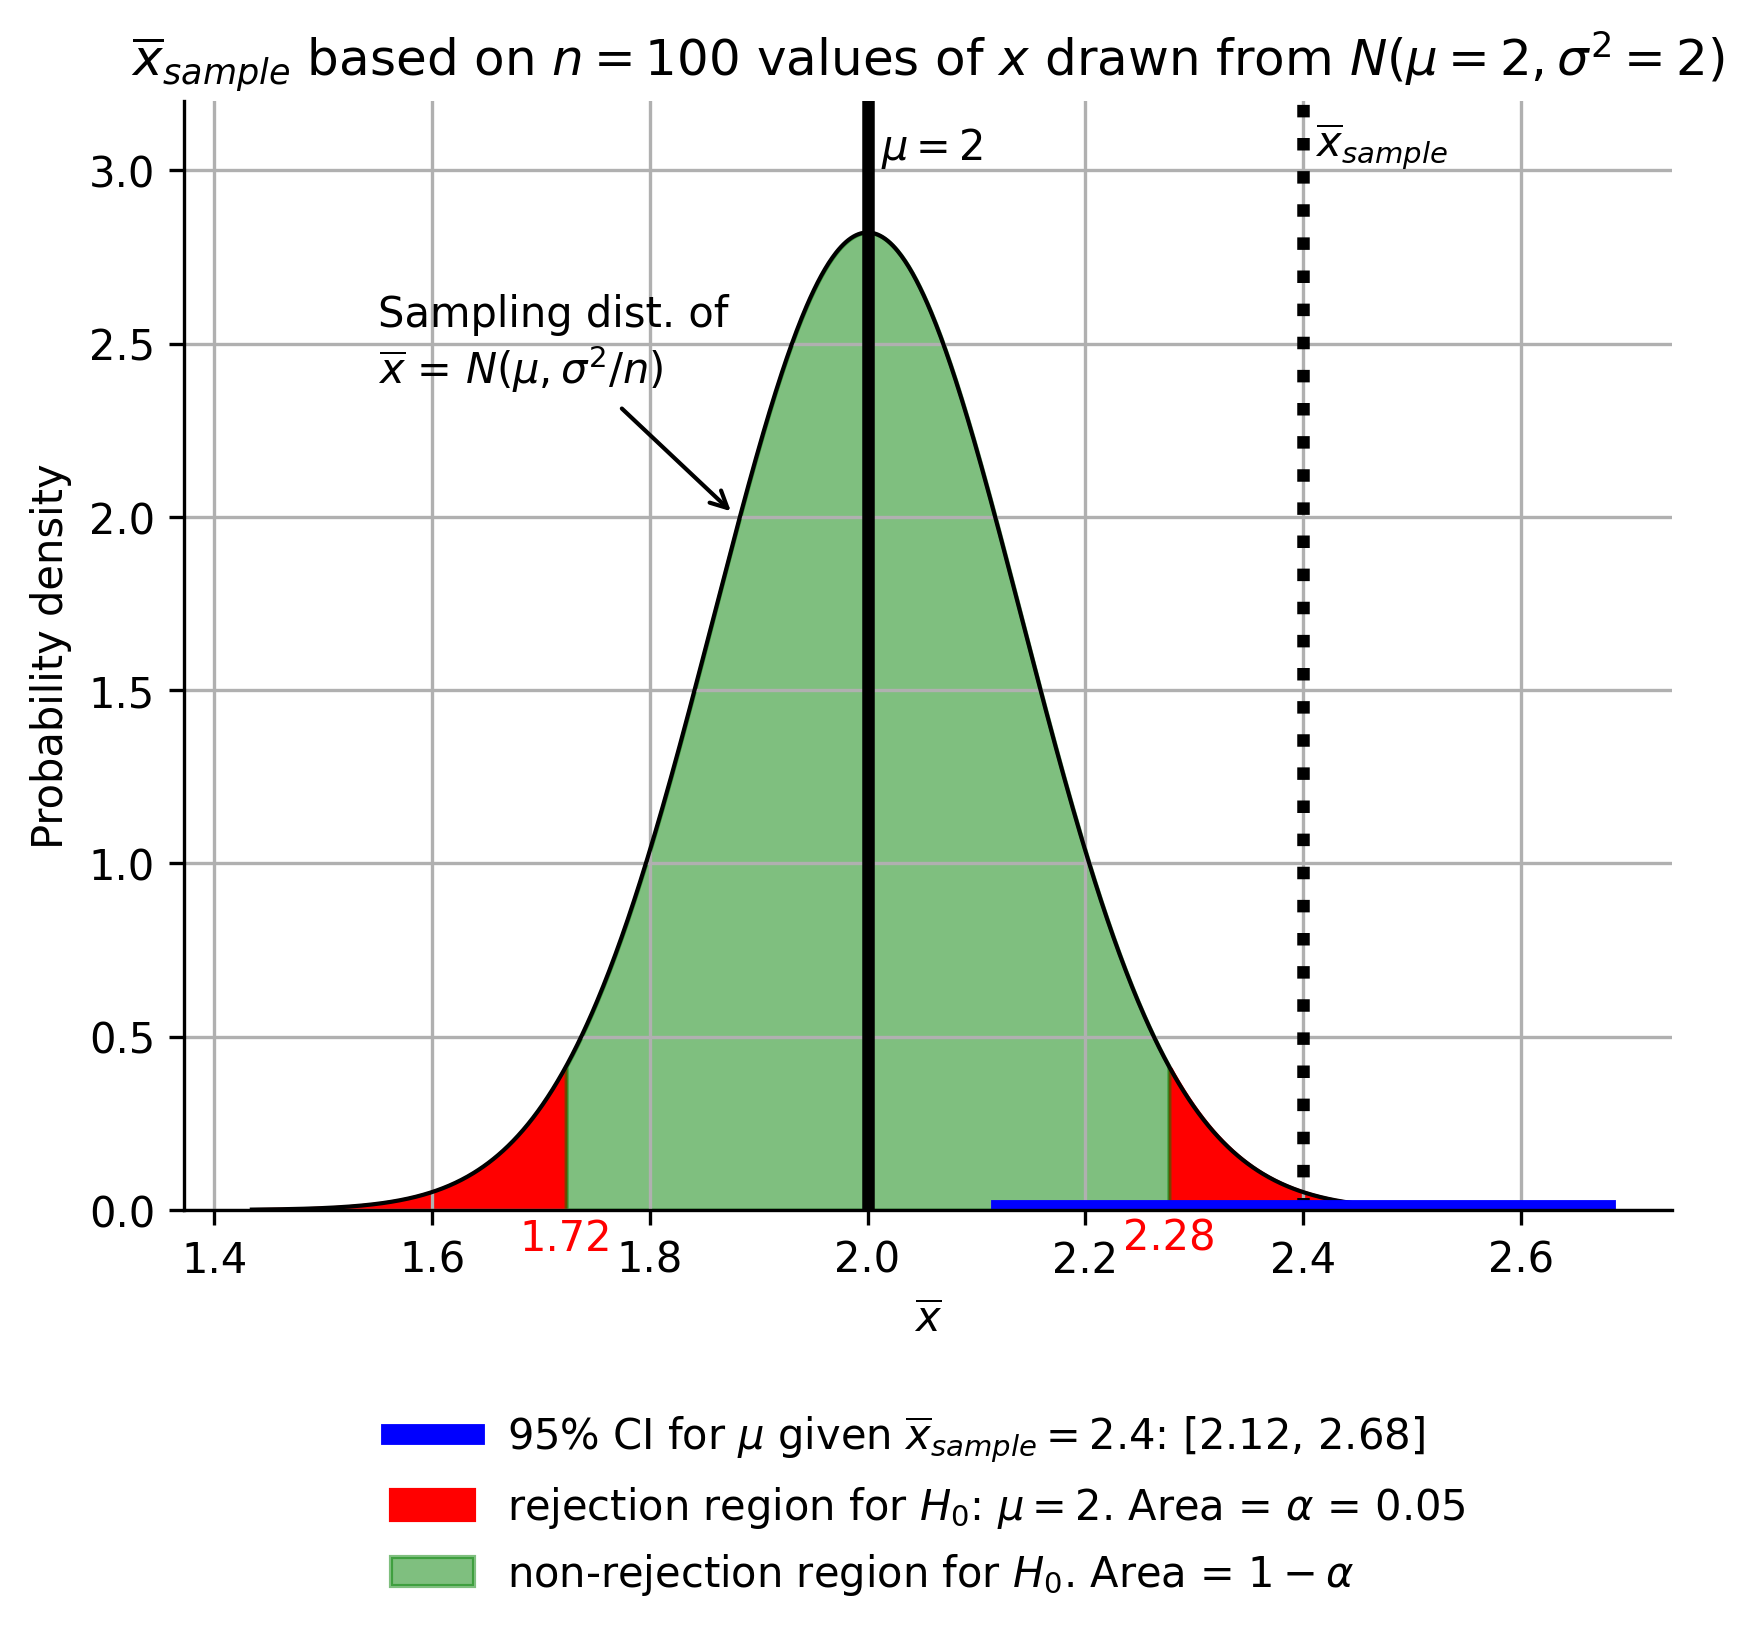 x̅sample based on n = 100 values of x drawn from N(μ = 2, σ² = 2)
μ = 2
x̅sample
3.0
Sampling dist. of
x̅ = N(μ, σ²/n)
2.5
2.0
1.5
1.0
0.5
0.0
Probability density
1.72
2.28
1.4
1.6
1.8
2.0
2.2
2.4
2.6
x̅
95% CI for μ given x̅sample = 2.4: [2.12, 2.68]
rejection region for H₀: μ = 2. Area = α = 0.05
non-rejection region for H₀. Area = 1 − α